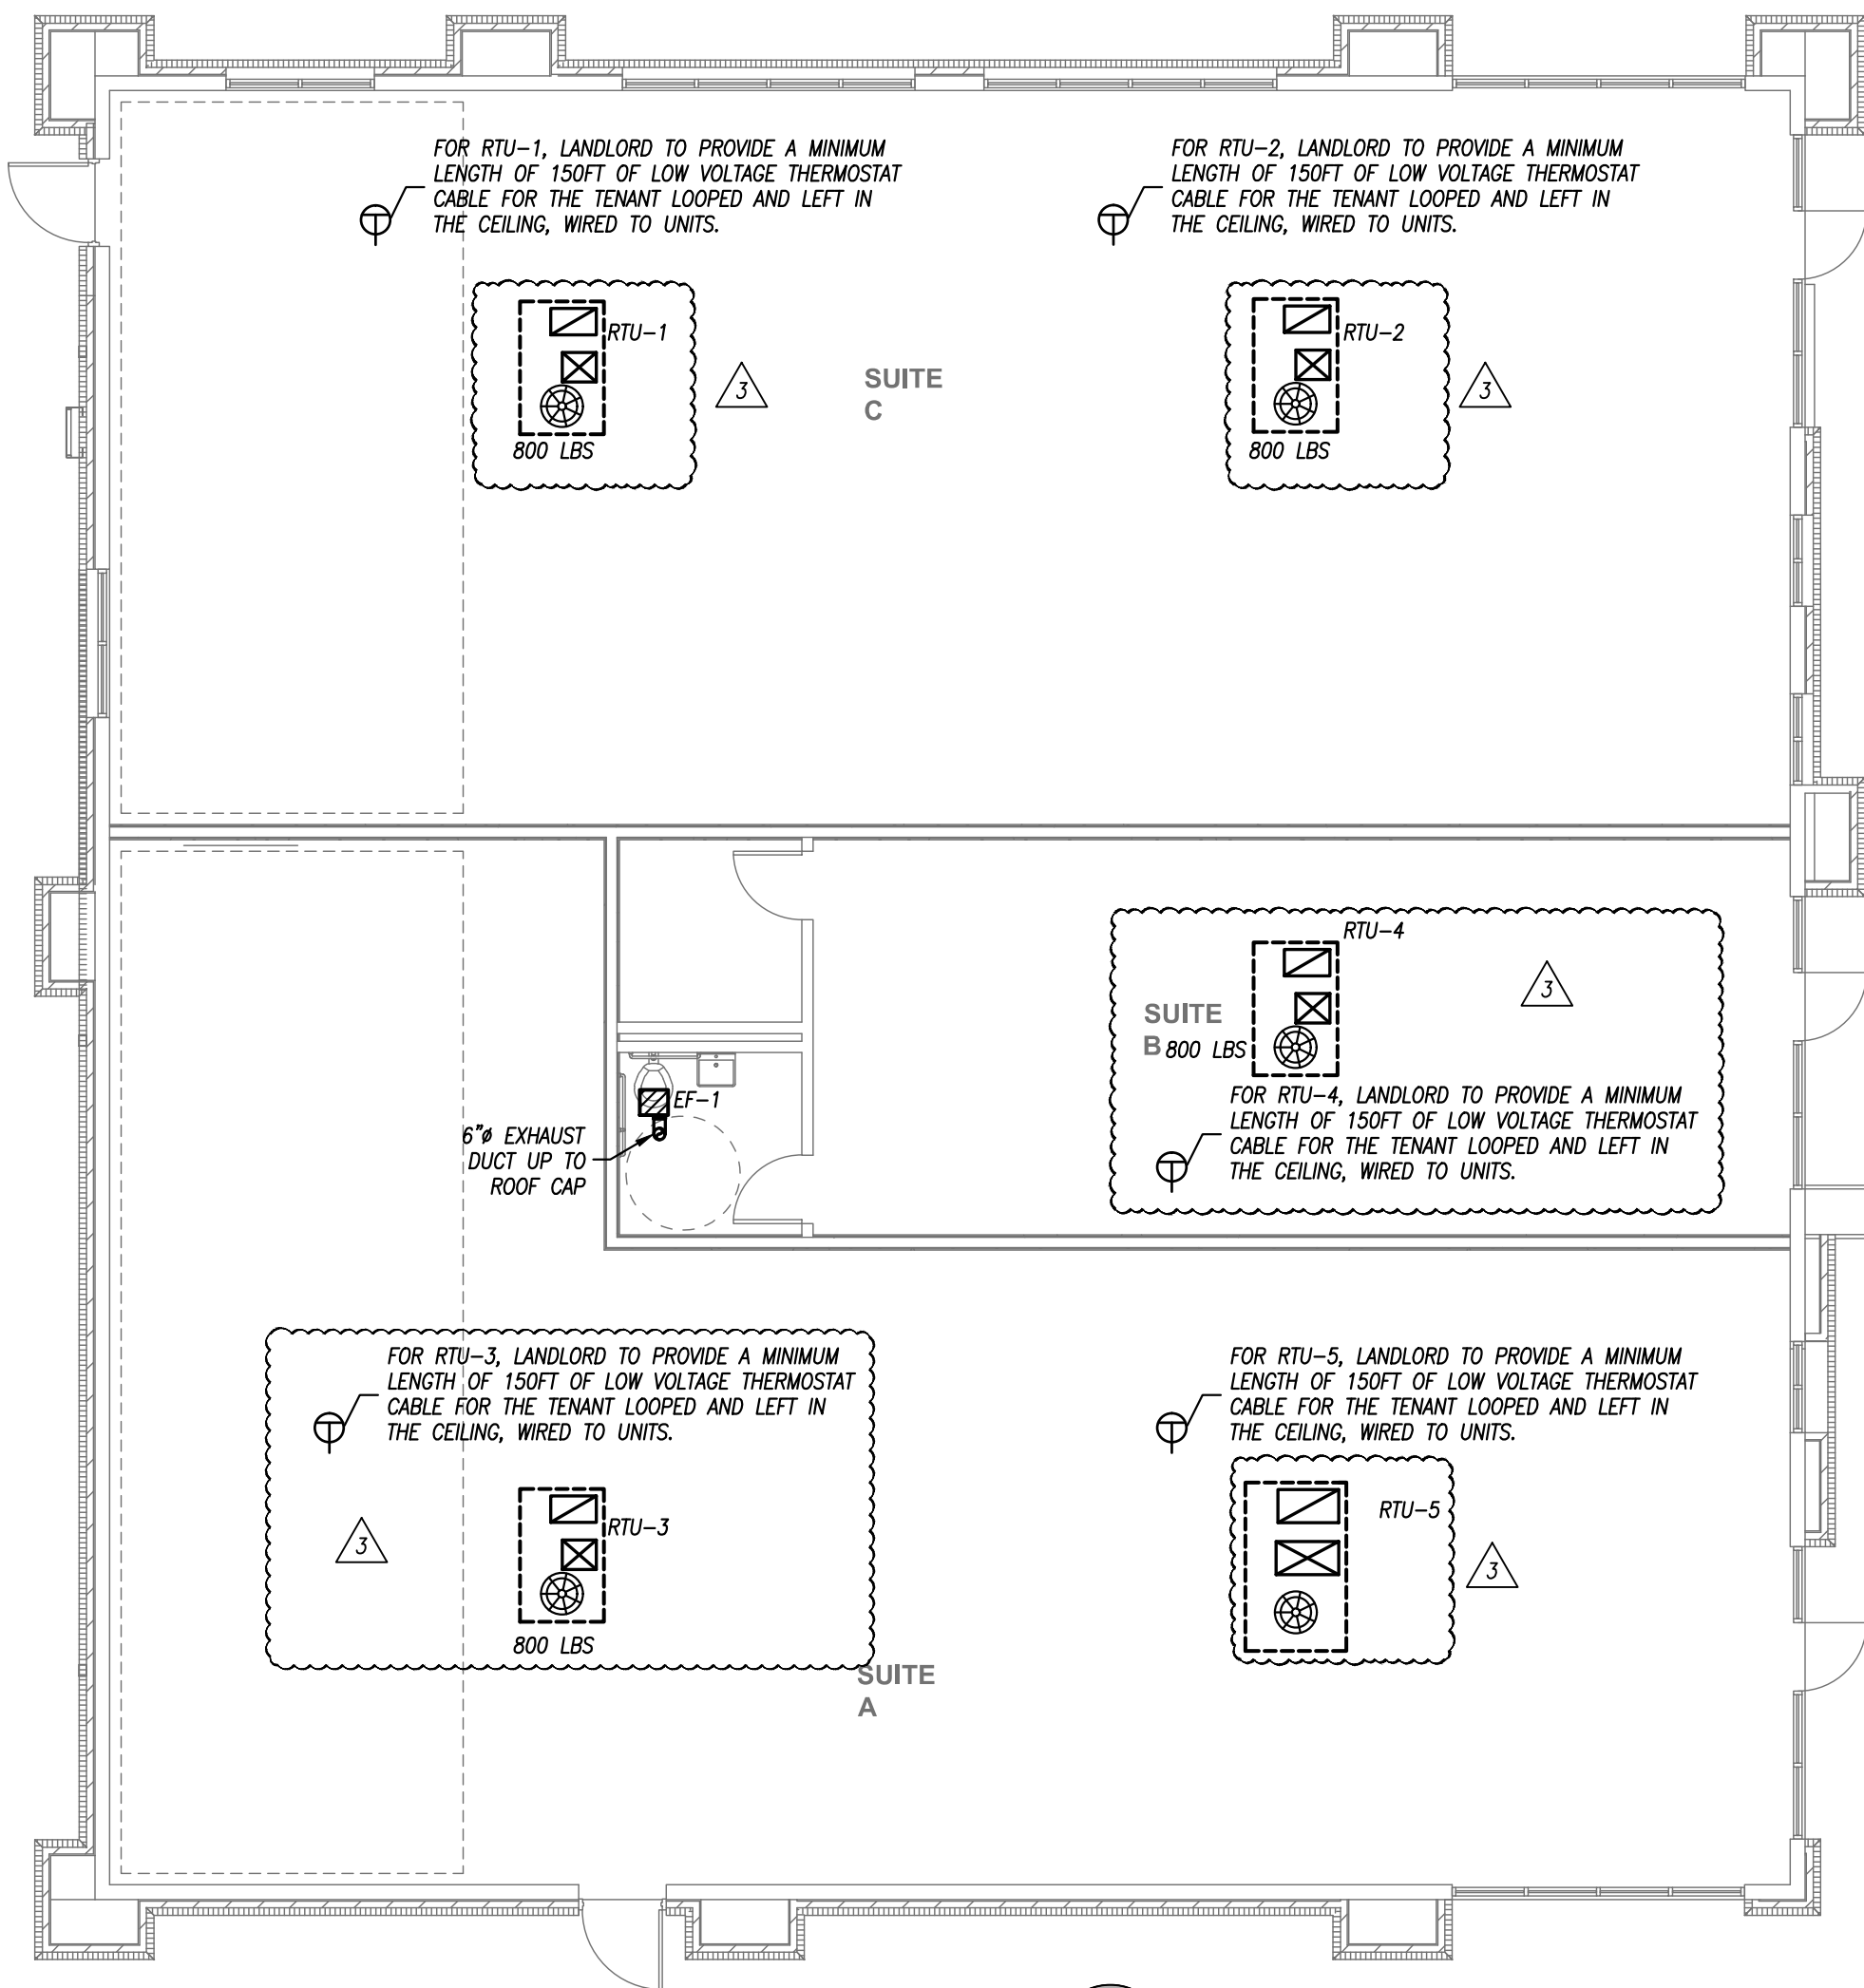 FOR RTU-1, LANDLORD TO PROVIDE A MINIMUM
LENGTH OF 150FT OF LOW VOLTAGE THERMOSTAT
CABLE FOR THE TENANT LOOPED AND LEFT IN
THE CEILING, WIRED TO UNITS.
FOR RTU-2, LANDLORD TO PROVIDE A MINIMUM
LENGTH OF 150FT OF LOW VOLTAGE THERMOSTAT
CABLE FOR THE TENANT LOOPED AND LEFT IN
THE CEILING, WIRED TO UNITS.
RTU-1
800 LBS
3
SUITE
C
RTU-2
800 LBS
3
RTU-4
3
SUITE
B
800 LBS
FOR RTU-4, LANDLORD TO PROVIDE A MINIMUM
LENGTH OF 150FT OF LOW VOLTAGE THERMOSTAT
CABLE FOR THE TENANT LOOPED AND LEFT IN
THE CEILING, WIRED TO UNITS.
EF-1
6"ø EXHAUST
DUCT UP TO
ROOF CAP
FOR RTU-3, LANDLORD TO PROVIDE A MINIMUM
LENGTH OF 150FT OF LOW VOLTAGE THERMOSTAT
CABLE FOR THE TENANT LOOPED AND LEFT IN
THE CEILING, WIRED TO UNITS.
3
RTU-3
800 LBS
FOR RTU-5, LANDLORD TO PROVIDE A MINIMUM
LENGTH OF 150FT OF LOW VOLTAGE THERMOSTAT
CABLE FOR THE TENANT LOOPED AND LEFT IN
THE CEILING, WIRED TO UNITS.
RTU-5
3
SUITE
A